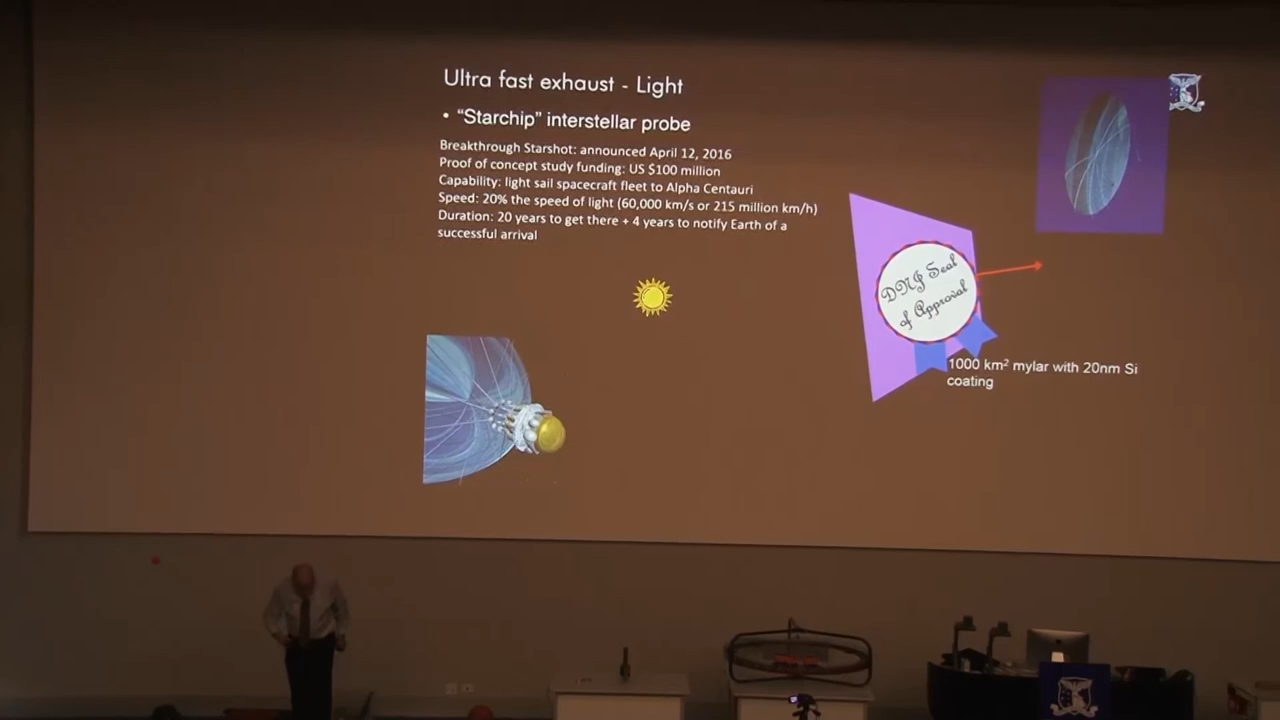 Ultra fast exhaust - Light
• “Starchip” interstellar probe
Breakthrough Starshot: announced April 12, 2016
Proof of concept study funding: US $100 million
Capability: light sail spacecraft fleet to Alpha Centauri
Speed: 20% the speed of light (60,000 km/s or 215 million km/h)
Duration: 20 years to get there + 4 years to notify Earth of a
successful arrival
DNJ Seal
of Approval
1000 km² mylar with 20nm Si
coating